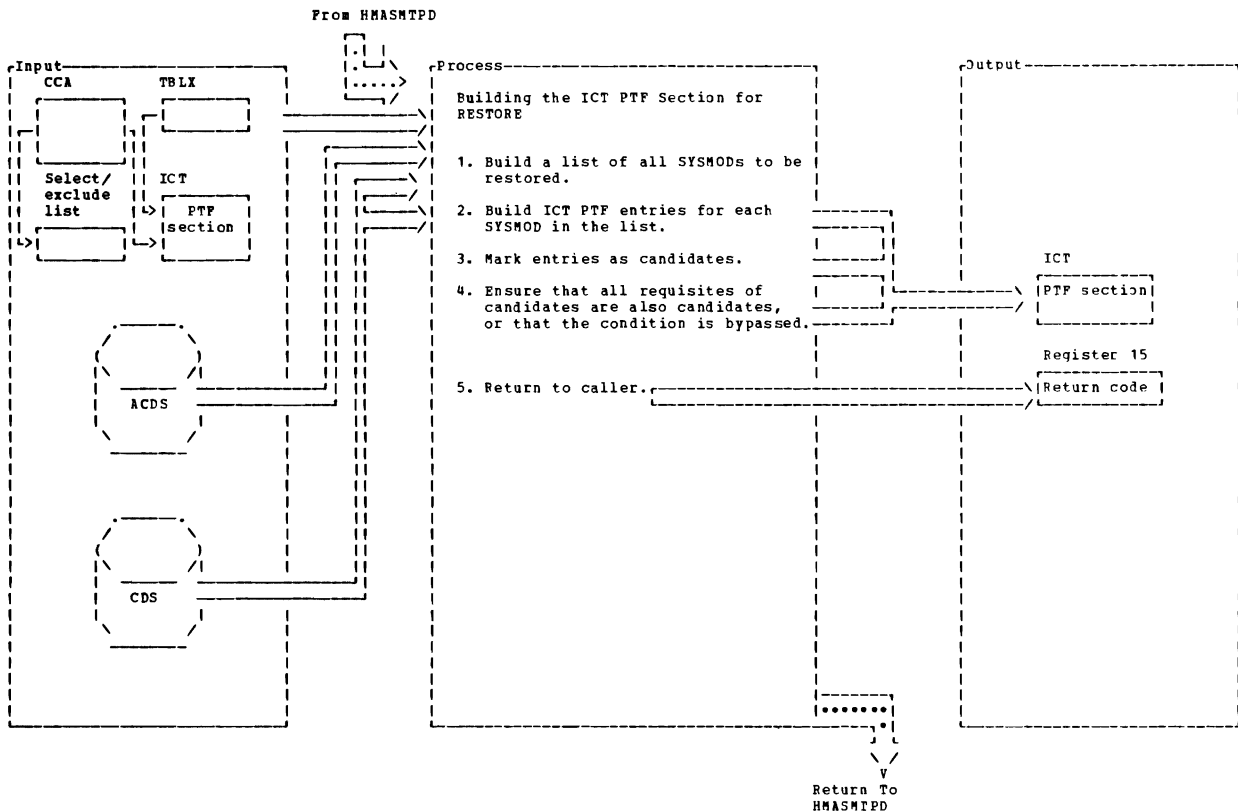 From HMASMTPD
Input
CCA TBLX
Select/ ICT
exclude PTF
list section
ACDS
CDS
Process
Building the ICT PTF Section for
RESTORE
1. Build a list of all SYSMODs to be
restored.
2. Build ICT PTF entries for each
SYSMOD in the list.
3. Mark entries as candidates.
4. Ensure that all requisites of
candidates are also candidates,
or that the condition is bypassed.
5. Return to caller.
Output
ICT
PTF section
Register 15
Return code
Return To
HMASMTPD